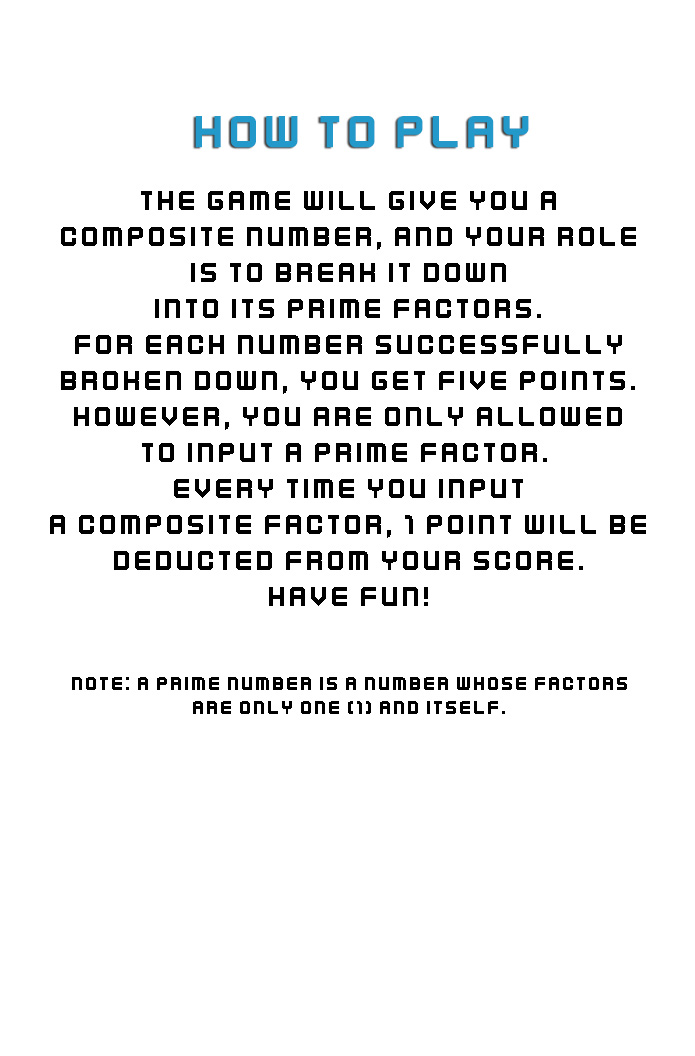 HOW TO PLAY
THE GAME WILL GIVE YOU A
COMPOSITE NUMBER, AND YOUR ROLE
IS TO BREAK IT DOWN
INTO ITS PRIME FACTORS.
FOR EACH NUMBER SUCCESSFULLY
BROKEN DOWN, YOU GET FIVE POINTS.
HOWEVER, YOU ARE ONLY ALLOWED
TO INPUT A PRIME FACTOR.
EVERY TIME YOU INPUT
A COMPOSITE FACTOR, 1 POINT WILL BE
DEDUCTED FROM YOUR SCORE.
HAVE FUN!
NOTE: A PRIME NUMBER IS A NUMBER WHOSE FACTORS
ARE ONLY ONE (1) AND ITSELF.